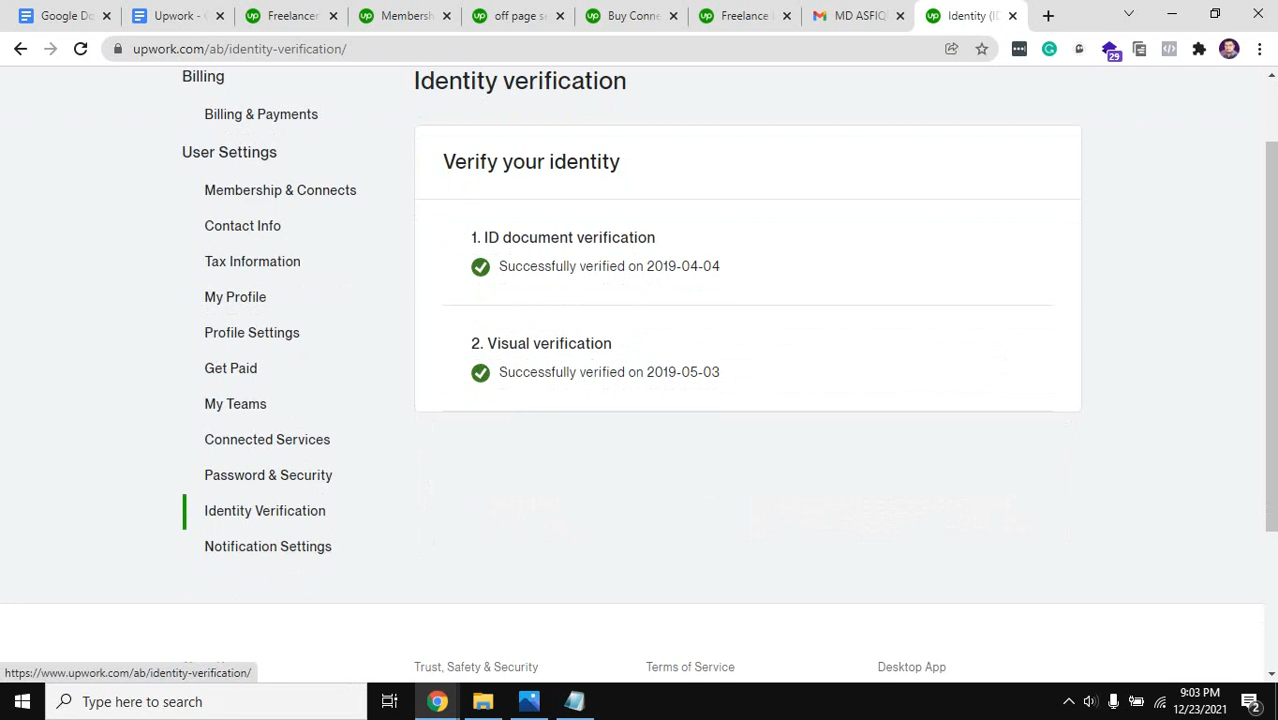 Google Do
Upwork - G
Freelancer
Membersh
off page s
Buy Conne
Freelance
MD ASFIQ
Identity (I
upwork.com/ab/identity-verification/
29
Billing
Billing & Payments
User Settings
Membership & Connects
Contact Info
Tax Information
My Profile
Profile Settings
Get Paid
My Teams
Connected Services
Password & Security
Identity Verification
Notification Settings
Identity verification
Verify your identity
1. ID document verification
Successfully verified on 2019-04-04
2. Visual verification
Successfully verified on 2019-05-03
Trust, Safety & Security
Terms of Service
Desktop App
https://www.upwork.com/ab/identity-verification/
Type here to search
9:03 PM
12/23/2021
2